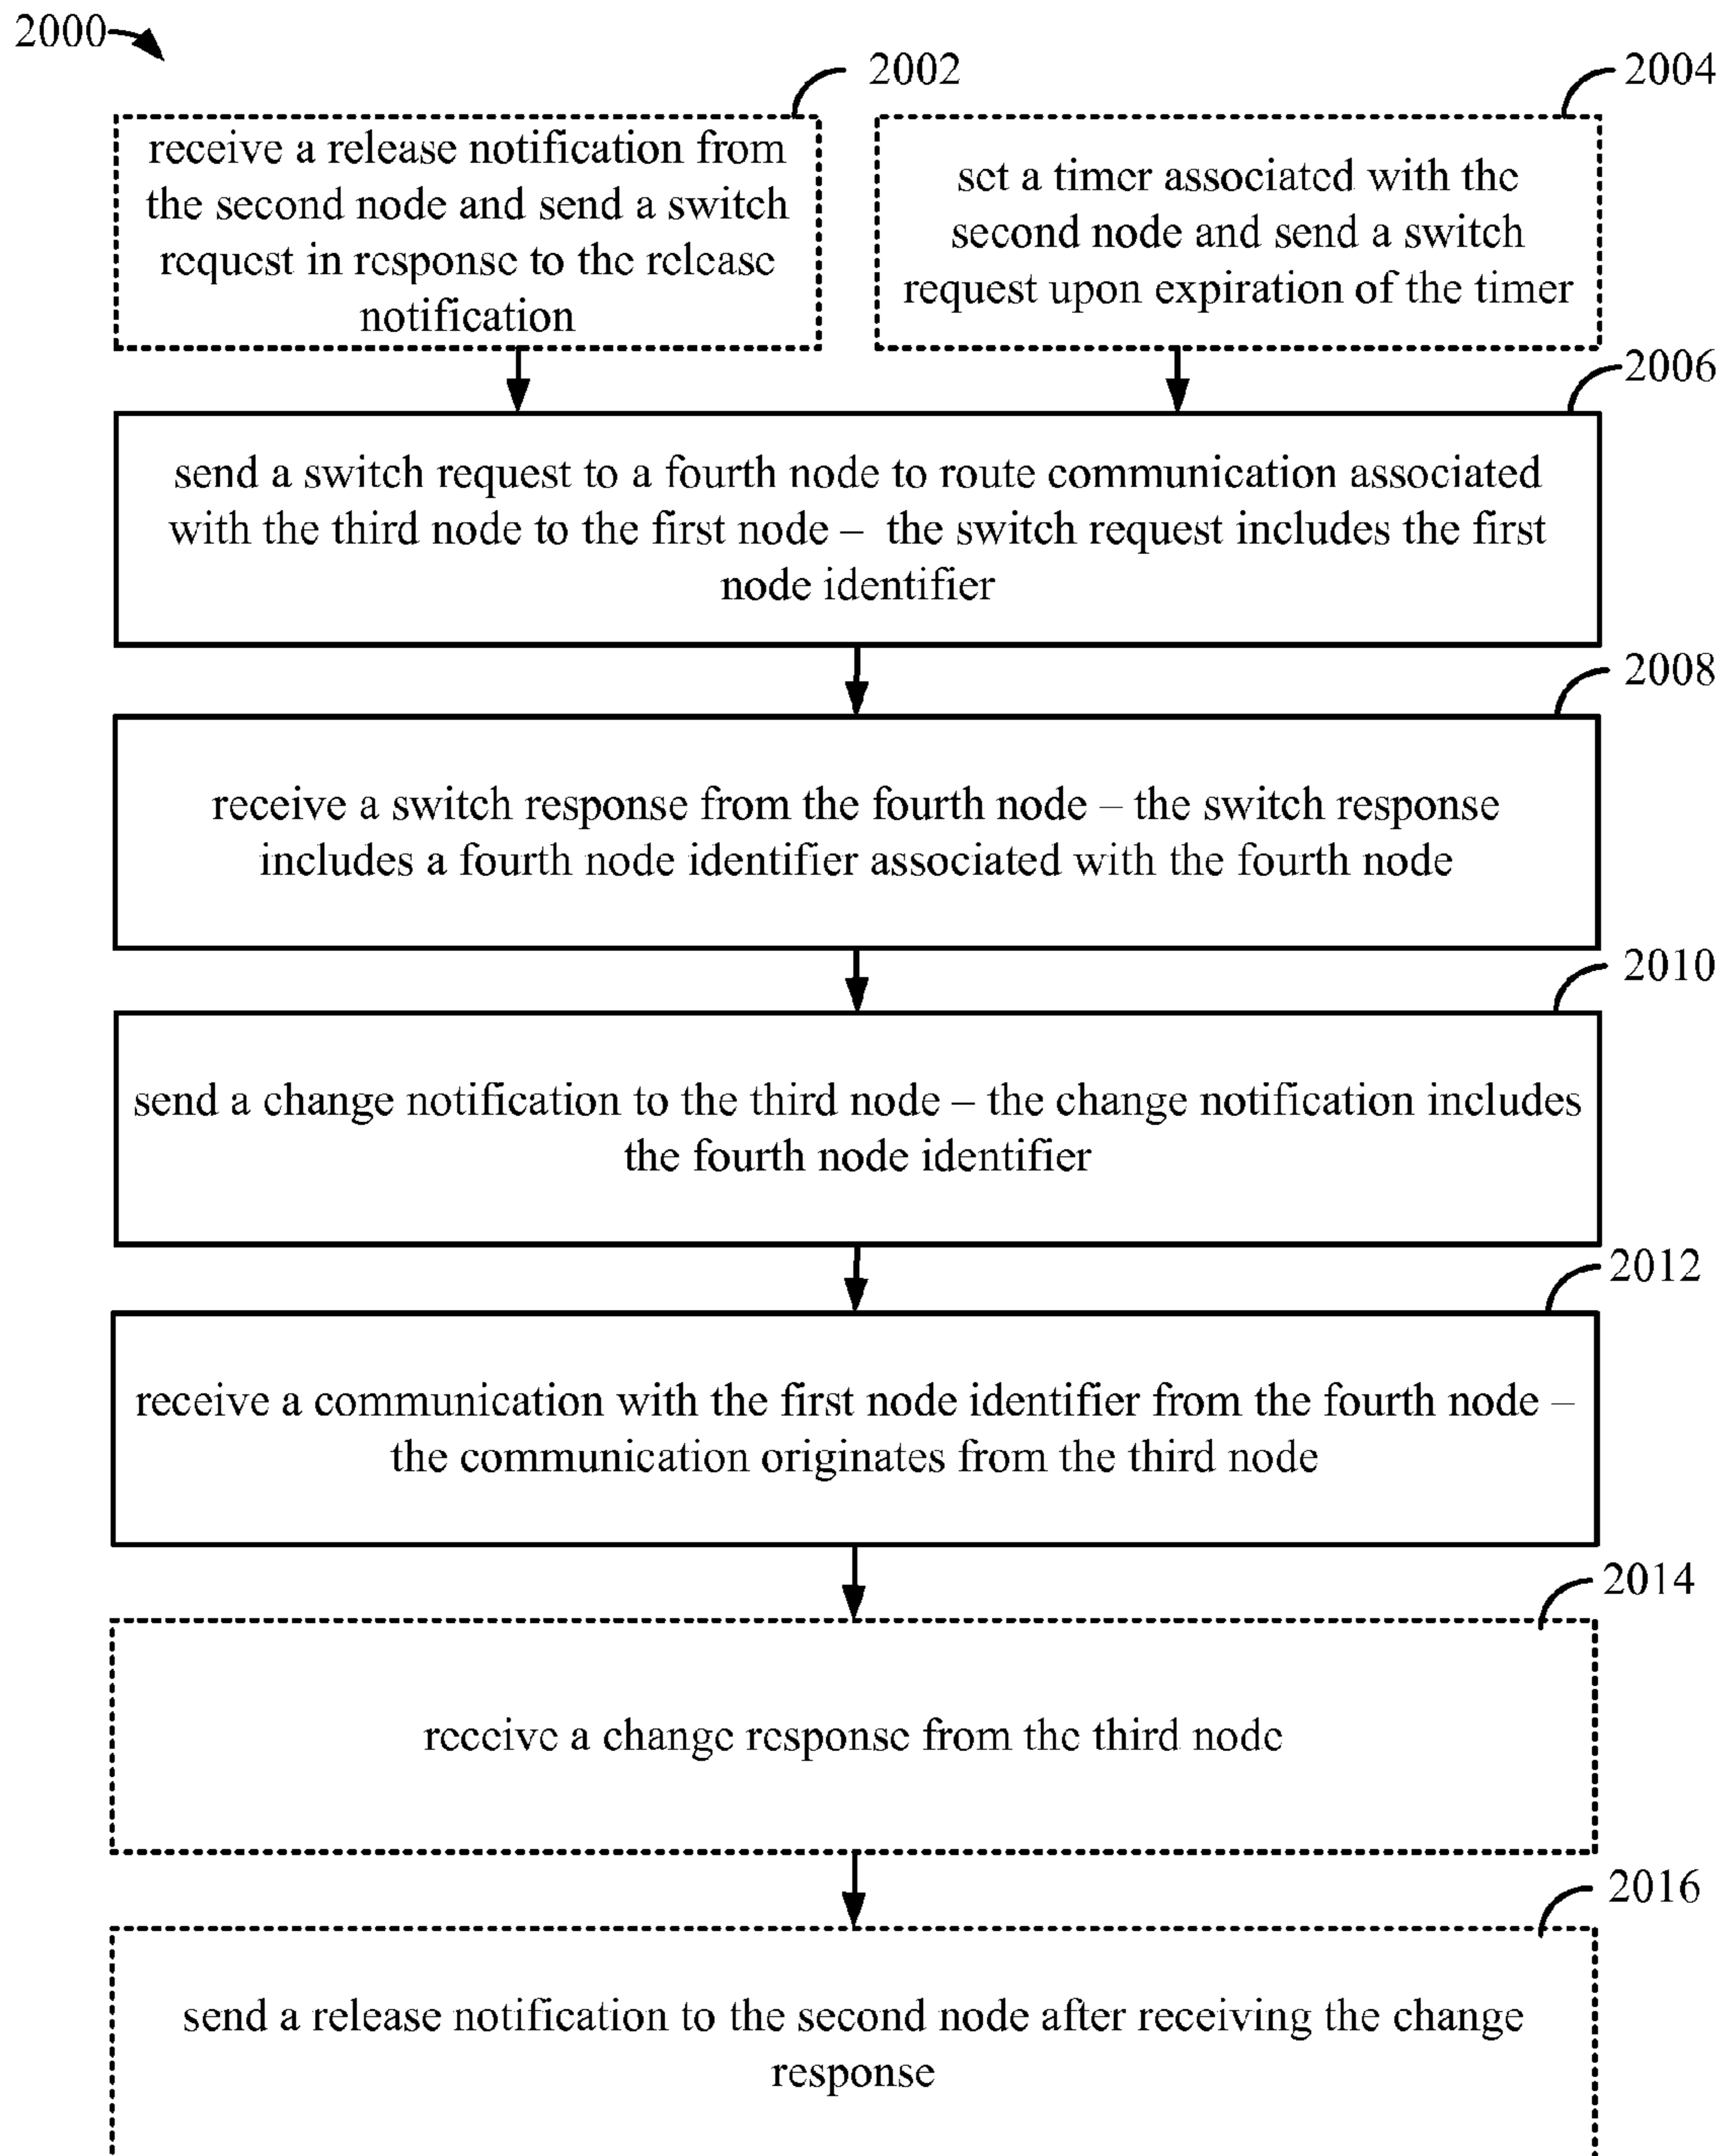 2000
2002
2004
receive a release notification from
the second node and send a switch
request in response to the release
notification
set a timer associated with the
second node and send a switch
request upon expiration of the timer
2006
send a switch request to a fourth node to route communication associated
with the third node to the first node – the switch request includes the first
node identifier
2008
receive a switch response from the fourth node – the switch response
includes a fourth node identifier associated with the fourth node
2010
send a change notification to the third node – the change notification includes
the fourth node identifier
2012
receive a communication with the first node identifier from the fourth node –
the communication originates from the third node
2014
receive a change response from the third node
2016
send a release notification to the second node after receiving the change
response